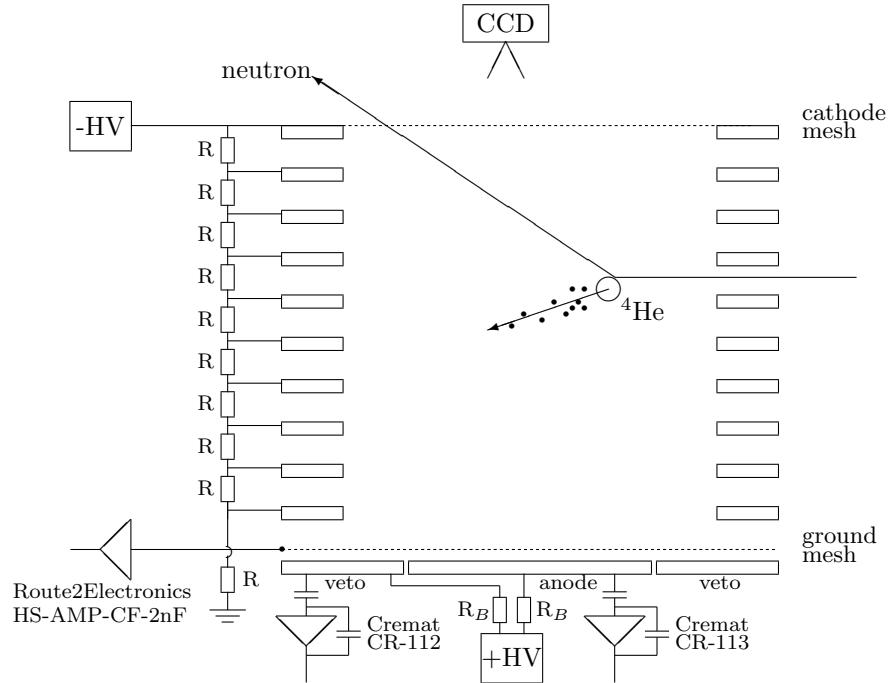 CCD
neutron
-HV
cathode
mesh
R
R
R
R
R
R
R
R
R
⁴He
ground
mesh
R
veto
anode
veto
Route2Electronics
HS-AMP-CF-2nF
R_B
R_B
Cremat
CR-112
+HV
Cremat
CR-113